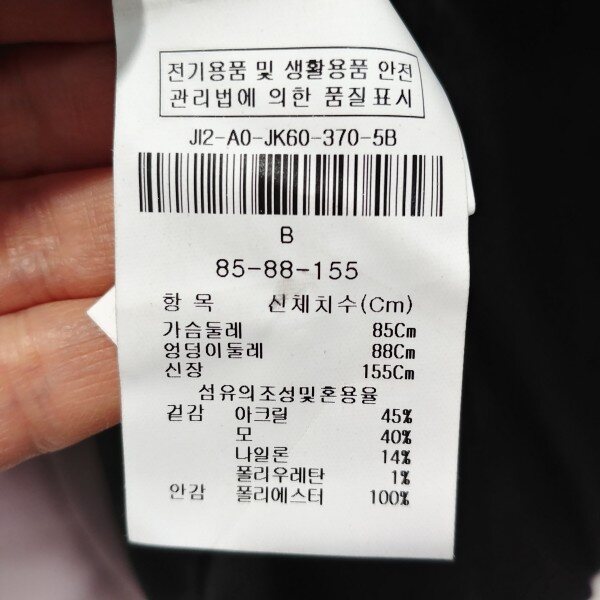 전기용품 및 생활용품 안전
관리법에 의한 품질표시
JI2-A0-JK60-370-5B
B
85-88-155
항 목 신체치수(Cm)
가슴둘레 85Cm
엉덩이둘레 88Cm
신장 155Cm
섬유의조성및혼용율
겉감 아크릴 45%
모 40%
나일론 14%
폴리우레탄 1%
안감 폴리에스터 100%